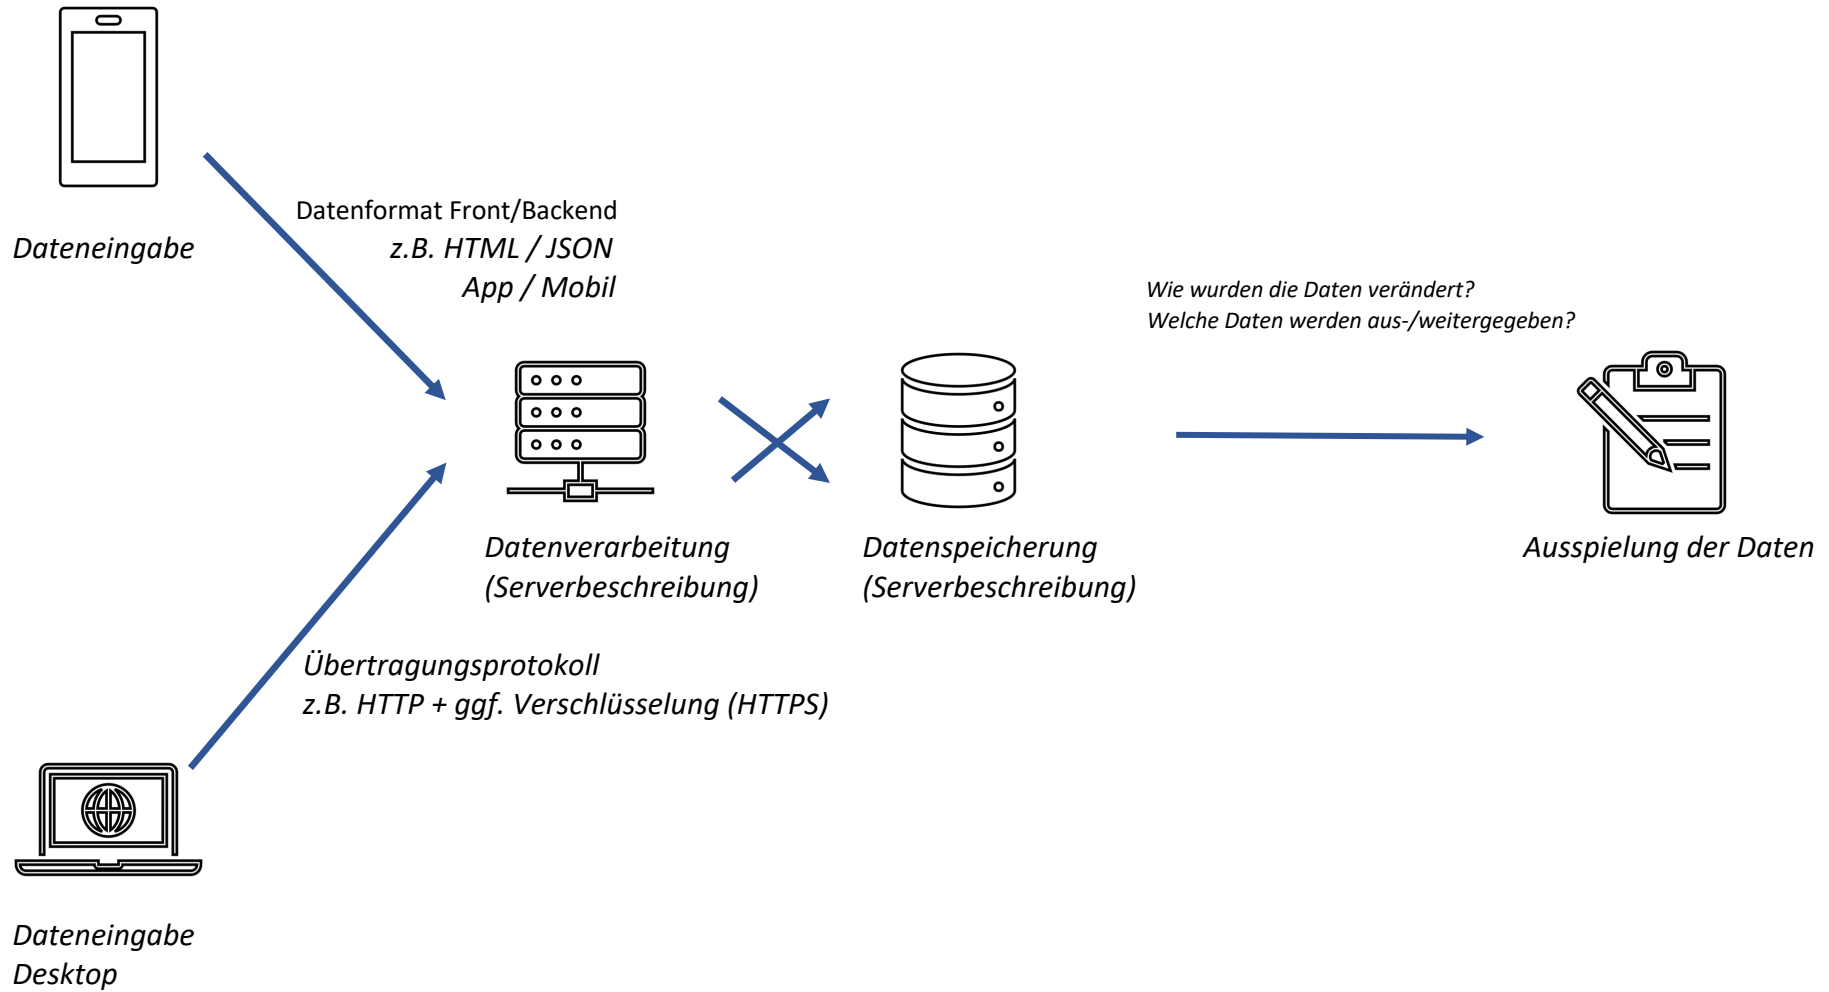 Dateneingabe
Datenformat Front/Backend
z.B. HTML / JSON
App / Mobil
Wie wurden die Daten verändert?
Welche Daten werden aus-/weitergegeben?
Datenverarbeitung
(Serverbeschreibung)
Datenspeicherung
(Serverbeschreibung)
Ausspielung der Daten
Übertragungsprotokoll
z.B. HTTP + ggf. Verschlüsselung (HTTPS)
Dateneingabe
Desktop